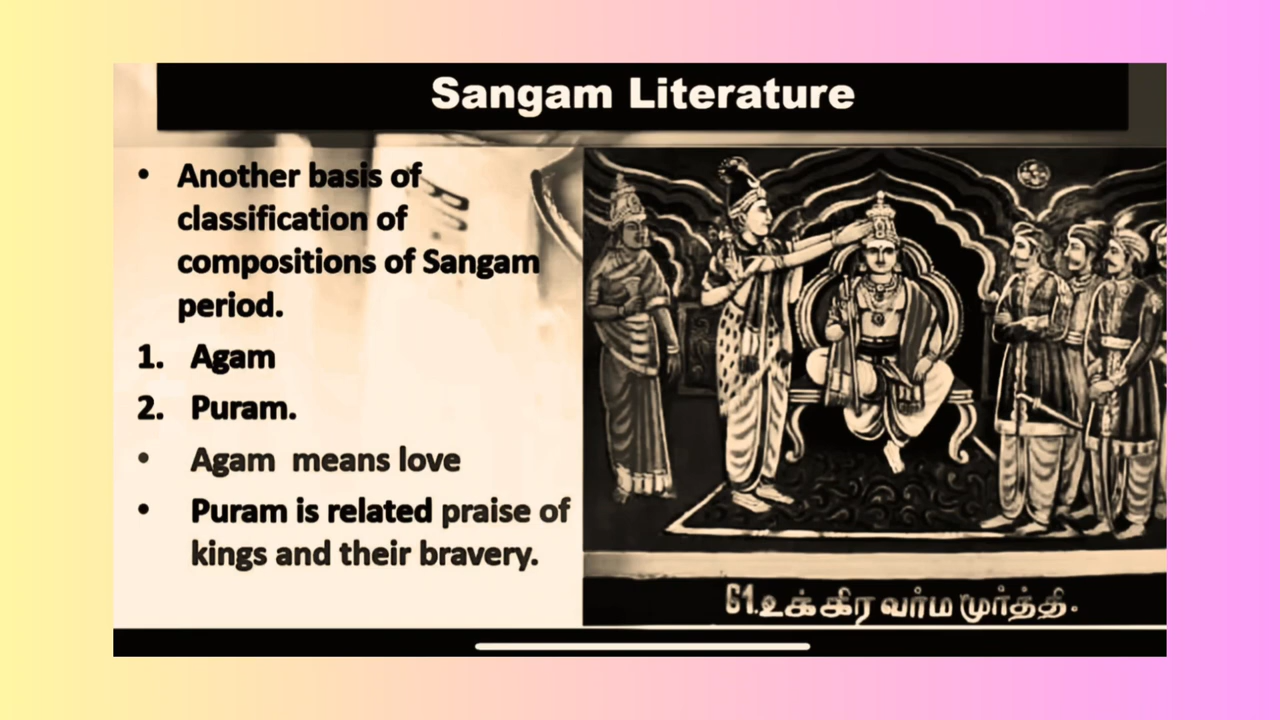 Sangam Literature
• Another basis of
classification of
compositions of Sangam
period.
1. Agam
2. Puram.
• Agam means love
• Puram is related praise of
kings and their bravery.
61.உக்கிர வர்ம மூர்த்தி.